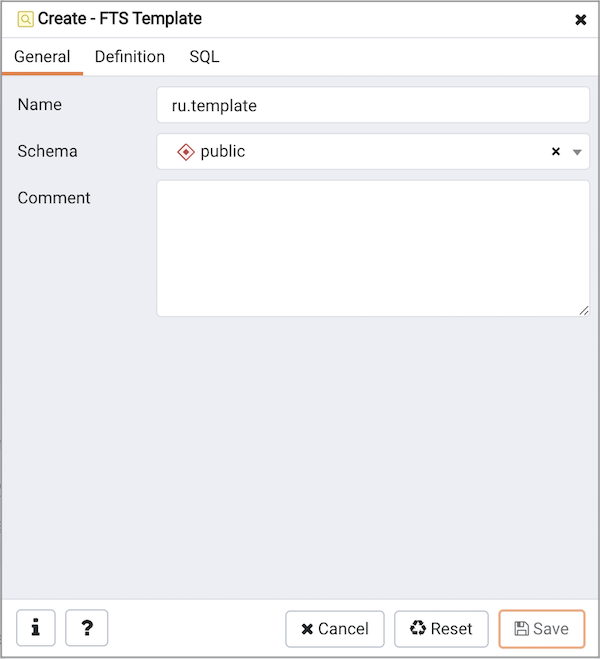 Create - FTS Template
General Definition SQL
Name ru.template
Schema public
Comment
Cancel Reset Save